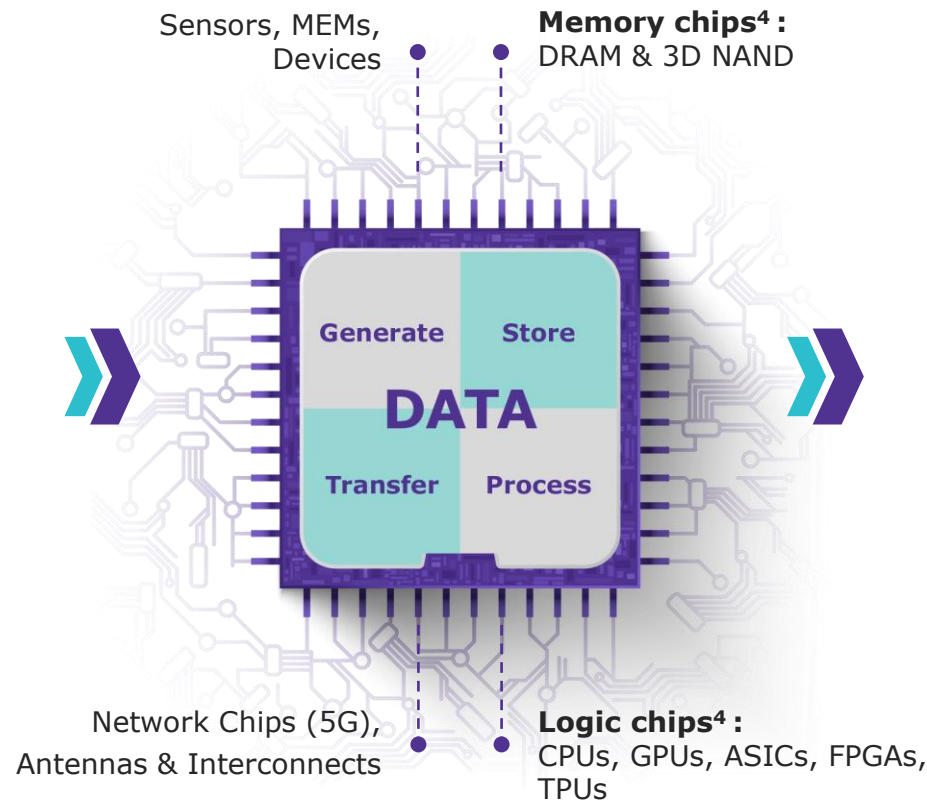 Sensors, MEMs,
Devices
Memory chips⁴ :
DRAM & 3D NAND
Generate
Store
DATA
Transfer
Process
Network Chips (5G),
Antennas & Interconnects
Logic chips⁴ :
CPUs, GPUs, ASICs, FPGAs,
TPUs